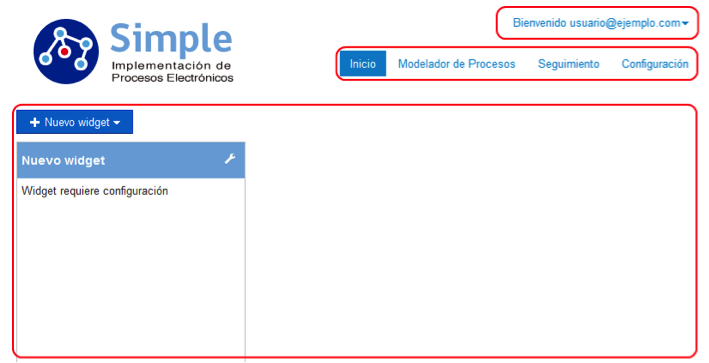 Bienvenido usuario@ejemplo.com
Simple
Implementación de
Procesos Electrónicos
Inicio Modelador de Procesos Seguimiento Configuración
+ Nuevo widget
Nuevo widget
Widget requiere configuración